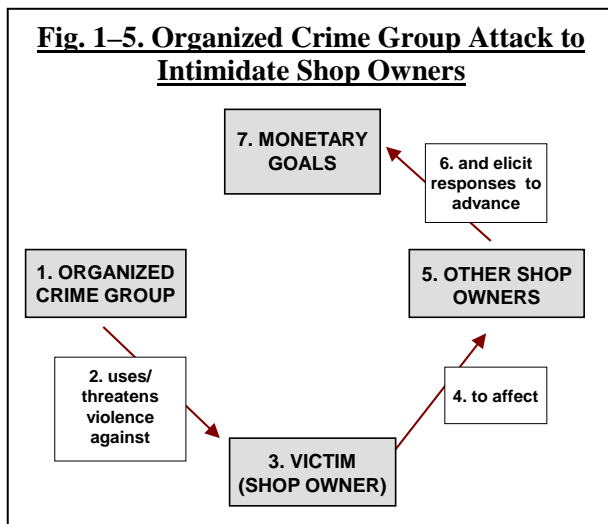 Fig. 1–5. Organized Crime Group Attack to
Intimidate Shop Owners
7. MONETARY
GOALS
6. and elicit
responses to
advance
1. ORGANIZED
CRIME GROUP
5. OTHER SHOP
OWNERS
2. uses/
threatens
violence
against
4. to affect
3. VICTIM
(SHOP OWNER)